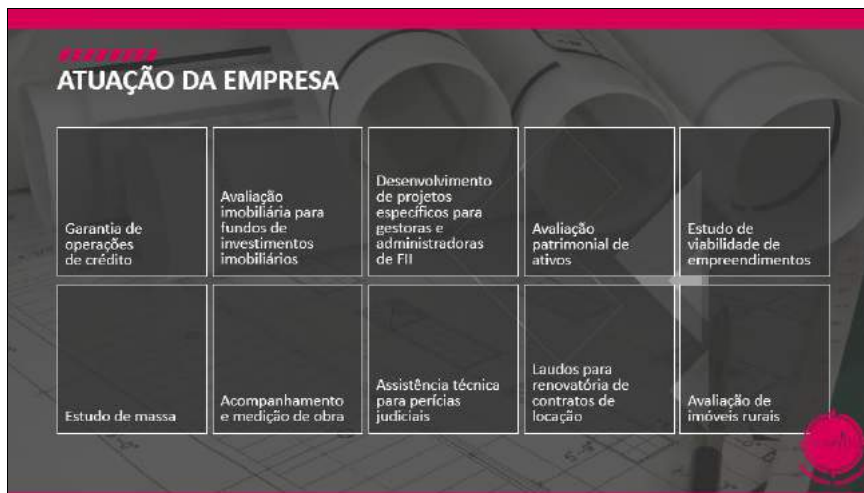 ATUAÇÃO DA EMPRESA
Garantia de
operações
de crédito
Avaliação
imobiliária para
fundos de
investimentos
imobiliários
Desenvolvimento
de projetos
específicos para
gestoras e
administradoras
de FII
Avaliação
patrimonial de
ativos
Estudo de
viabilidade de
empreendimentos
Estudo de massa
Acompanhamento
e medição de obra
Assistência técnica
para perícias
judiciais
Laudos para
renovatória de
contratos de
locação
Avaliação de
imóveis rurais